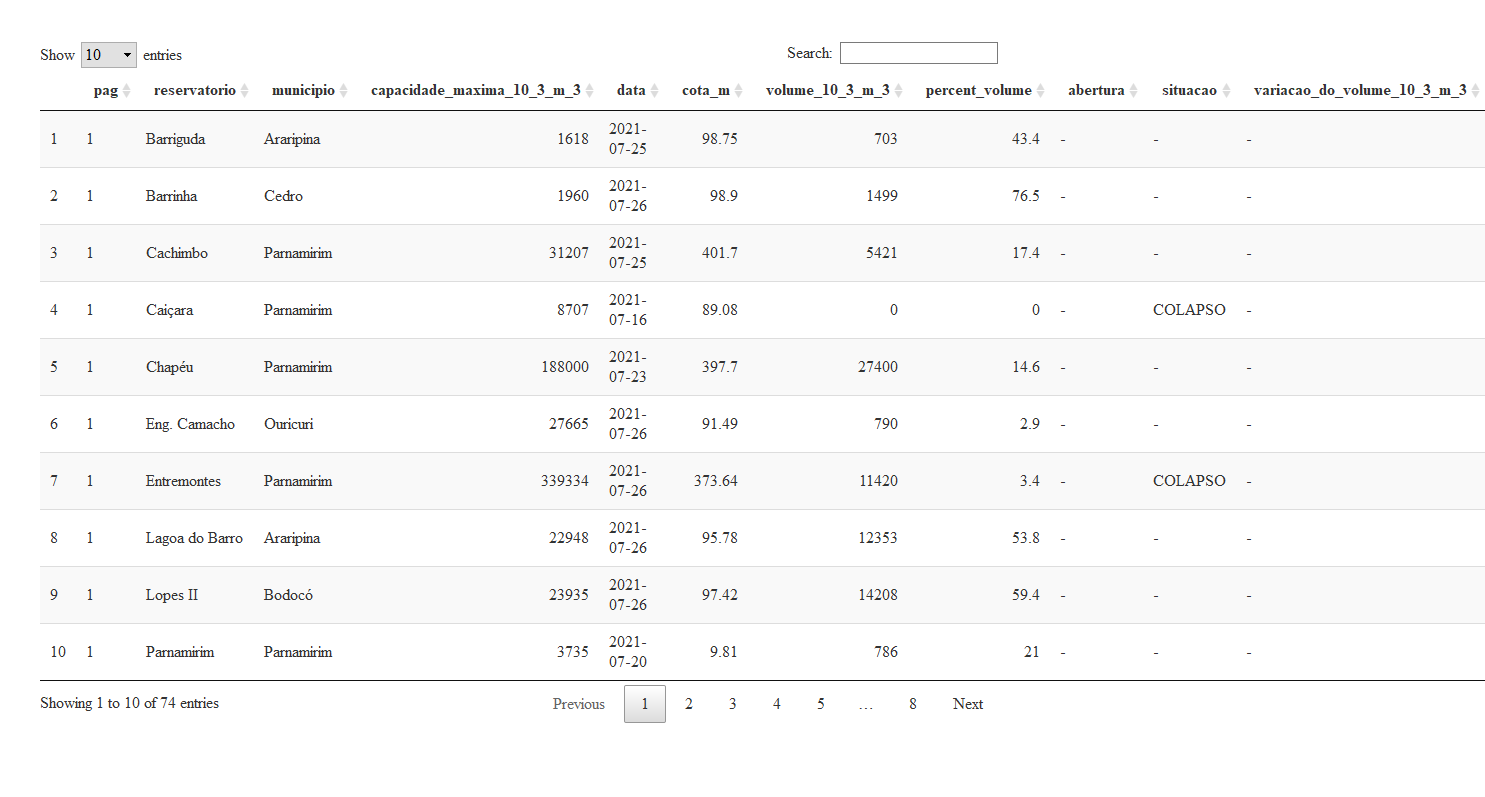 Show 10 entries Search:
pag reservatorio municipio capacidade_maxima_10_3_m_3 data cota_m volume_10_3_m_3 percent_volume abertura situacao variacao_do_volume_10_3_m_3
1 1 Barriguda Araripina 1618 2021-07-25 98.75 703 43.4 - - -
2 1 Barrinha Cedro 1960 2021-07-26 98.9 1499 76.5 - - -
3 1 Cachimbo Parnamirim 31207 2021-07-25 401.7 5421 17.4 - - -
4 1 Caiçara Parnamirim 8707 2021-07-16 89.08 0 0 - COLAPSO -
5 1 Chapéu Parnamirim 188000 2021-07-23 397.7 27400 14.6 - - -
6 1 Eng. Camacho Ouricuri 27665 2021-07-26 91.49 790 2.9 - - -
7 1 Entremontes Parnamirim 339334 2021-07-26 373.64 11420 3.4 - COLAPSO -
8 1 Lagoa do Barro Araripina 22948 2021-07-26 95.78 12353 53.8 - - -
9 1 Lopes II Bodocó 23935 2021-07-26 97.42 14208 59.4 - - -
10 1 Parnamirim Parnamirim 3735 2021-07-20 9.81 786 21 - - -
Showing 1 to 10 of 74 entries Previous 1 2 3 4 5 … 8 Next